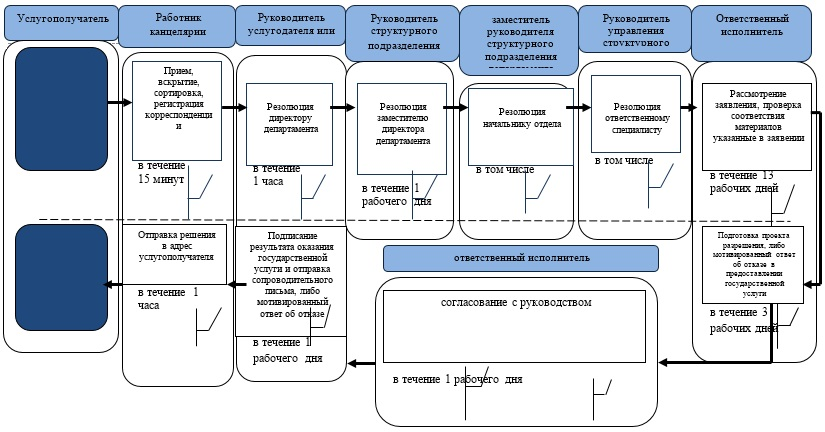 Услугополучатель
Работник
канцелярии
Руководитель
услугодателя или
Руководитель
структурного
подразделения
заместитель
руководителя
структурного
подразделения
Руководитель
управления
структурного
Ответственный
исполнитель
Прием,
вскрытие,
сортировка,
регистрация
корреспонденци
и
в течение
15 минут
Резолюция
директору
департамента
в течение
1 часа
Резолюция
заместителю
директора
департамента
в течение 1
рабочего дня
Резолюция
начальнику отдела
в том числе
Резолюция
ответственному
специалисту
в том числе
Рассмотрение
заявления, проверка
соответствия
материалов
указанные в заявении
в течение 13
рабочих дней
Отправка решения
в адрес
услугополучателя
в течение 1
часа
Подписание
результата оказания
государственной
услуги и отправка
сопроводительного
письма, либо
мотивированный
ответ об отказе
в течение 1
рабочего дня
ответственный исполнитель
согласование с руководством
в течение 1 рабочего дня
Подготовка проекта
разрешения, либо
мотивированный ответ
об отказе в
предоставлении
государственной
услуги
в течение 3
рабочих дней